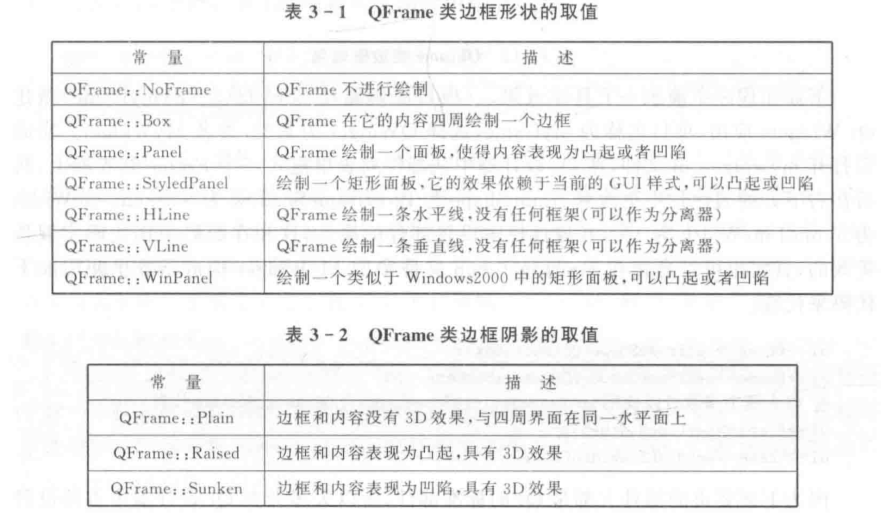 表 3-1 QFrame 类边框形状的取值
常 量 描 述
QFrame::NoFrame QFrame 不进行绘制
QFrame::Box QFrame 在它的内容四周绘制一个边框
QFrame::Panel QFrame 绘制一个面板,使得内容表现为凸起或者凹陷
QFrame::StyledPanel 绘制一个矩形面板,它的效果依赖于当前的 GUI 样式,可以凸起或凹陷
QFrame::HLine QFrame 绘制一条水平线,没有任何框架(可以作为分离器)
QFrame::VLine QFrame 绘制一条垂直线,没有任何框架(可以作为分离器)
QFrame::WinPanel 绘制一个类似于 Windows2000 中的矩形面板,可以凸起或者凹陷
表 3-2 QFrame 类边框阴影的取值
常 量 描 述
QFrame::Plain 边框和内容没有 3D 效果,与四周界面在同一水平面上
QFrame::Raised 边框和内容表现为凸起,具有 3D 效果
QFrame::Sunken 边框和内容表现为凹陷,具有 3D 效果